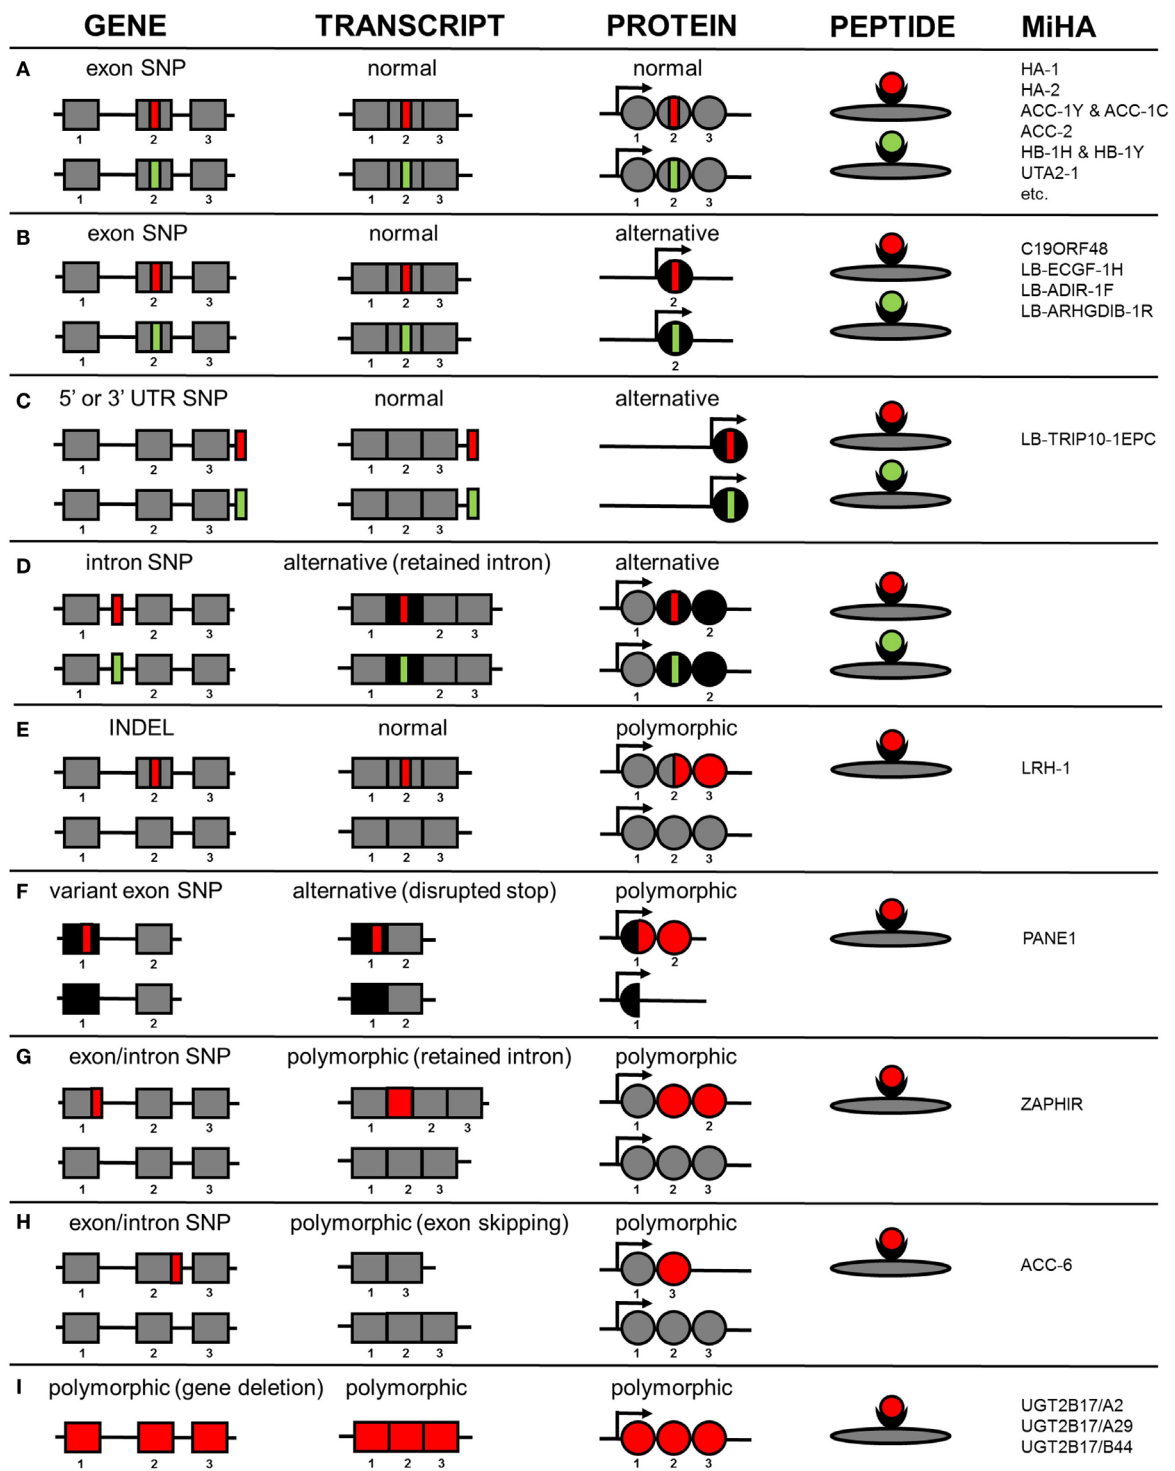 GENE TRANSCRIPT PROTEIN PEPTIDE MiHA
A exon SNP normal normal
HA-1
HA-2
ACC-1Y & ACC-1C
ACC-2
HB-1H & HB-1Y
UTA2-1
etc.
1 2 3 1 2 3 1 2 3
1 2 3 1 2 3 1 2 3
B exon SNP normal alternative
C19ORF48
LB-ECGF-1H
LB-ADIR-1F
LB-ARHGDIB-1R
1 2 3 1 2 3 2
1 2 3 1 2 3 2
C 5’ or 3’ UTR SNP normal alternative
LB-TRIP10-1EPC
1 2 3 1 2 3
1 2 3 1 2 3
D intron SNP alternative (retained intron) alternative
1 2 3 1 2 3 1 2
1 2 3 1 2 3 1 2
E INDEL normal polymorphic
LRH-1
1 2 3 1 2 3 1 2 3
1 2 3 1 2 3 1 2 3
F variant exon SNP alternative (disrupted stop) polymorphic
PANE1
1 2 1 2 1 2
1 2 1 2 1
G exon/intron SNP polymorphic (retained intron) polymorphic
ZAPHIR
1 2 3 1 2 3 1 2
1 2 3 1 2 3 1 2 3
H exon/intron SNP polymorphic (exon skipping) polymorphic
ACC-6
1 2 3 1 3 1 3
1 2 3 1 2 3 1 2 3
I polymorphic (gene deletion) polymorphic polymorphic
UGT2B17/A2
UGT2B17/A29
UGT2B17/B44
1 2 3 1 2 3 1 2 3